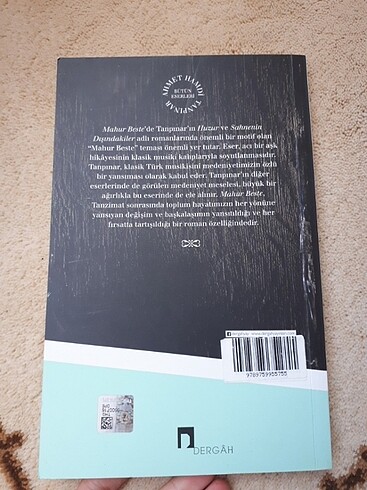 AHMET HAMDİ TANPINAR
BÜTÜN
ESERLERİ
Mahur Beste'de Tanpınar'ın Huzur ve Sahnenin
Dışındakiler adlı romanlarında önemli bir motif olan
"Mahur Beste" teması önemli yer tutar. Eser, acı bir aşk
hikâyesinin klasik musiki kalıplarıyla soyutlanmasıdır.
Tanpınar, klasik Türk musikisini medeniyetimizin özlü
bir yansıması olarak kabul eder. Tanpınar'ın diğer
eserlerinde de görülen medeniyet meselesi, büyük bir
ağırlıkla bu eserinde de ele alınır. Mahur Beste,
Tanzimat sonrasında toplum hayatımızın her yönüne
yansıyan değişim ve başkalaşımın yansıtıldığı ve her
fırsatta tartışıldığı bir roman özelliğindedir.
9789759955755
DERGÂH